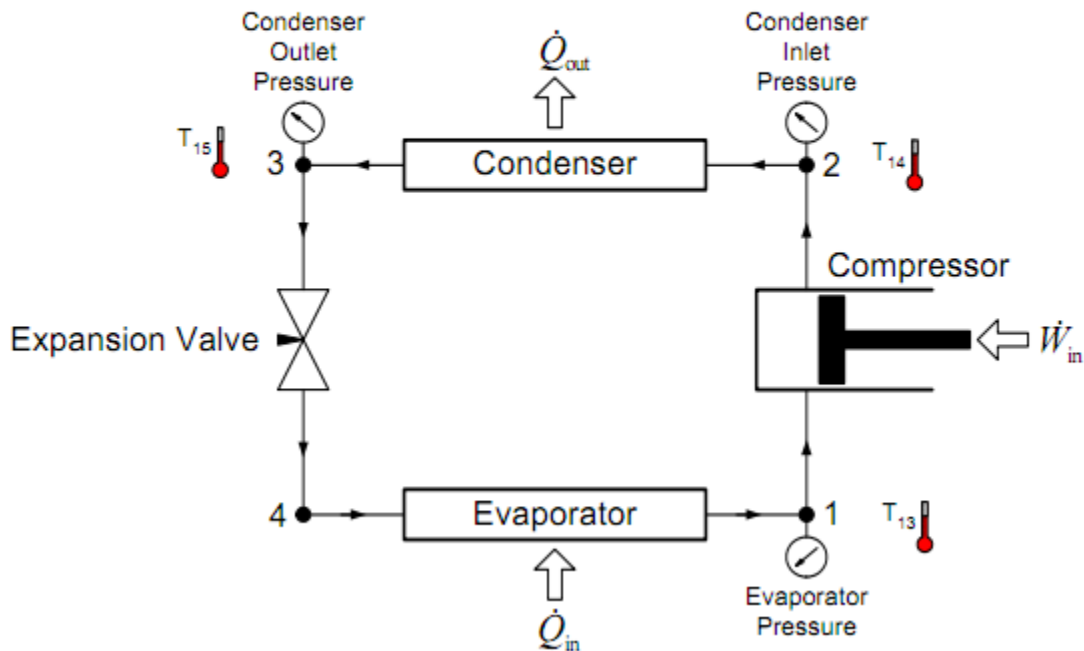 Condenser
Outlet
Pressure
Q̇out
Condenser
Inlet
Pressure
T15
3
Condenser
2
T14
Compressor
Expansion Valve
Ẇin
4
Evaporator
1
T13
Q̇in
Evaporator
Pressure